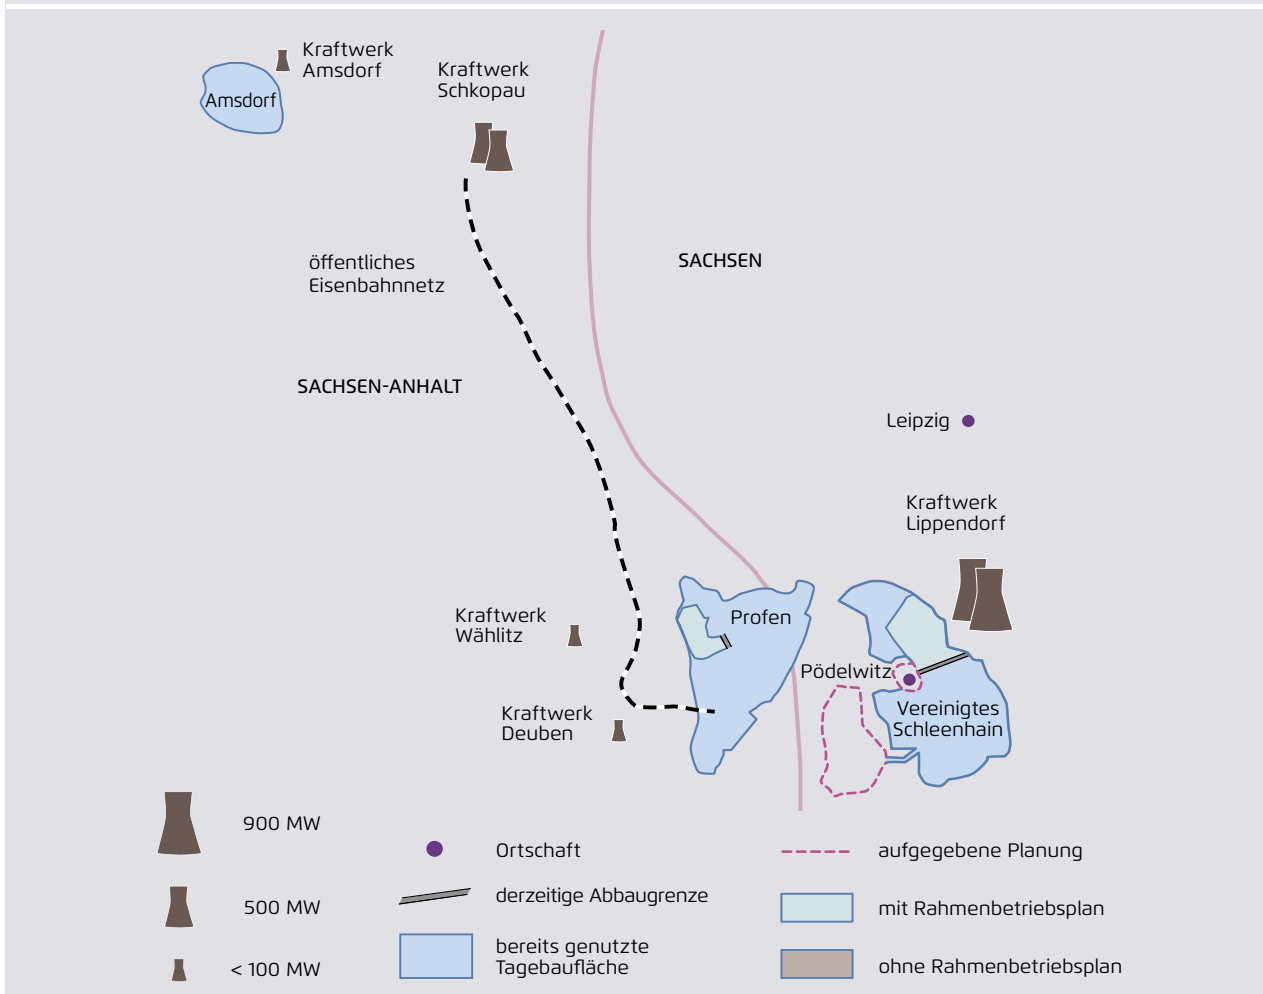 Kraftwerk
Amsdorf
Amsdorf
Kraftwerk
Schkopau
öffentliches
Eisenbahnnetz
SACHSEN
SACHSEN-ANHALT
Leipzig
Kraftwerk
Lippendorf
Kraftwerk
Wählitz
Profen
Pödelwitz
Kraftwerk
Deuben
Vereinigtes
Schleenhain
900 MW
500 MW
< 100 MW
Ortschaft
derzeitige Abbaugrenze
bereits genutzte
Tagebaufläche
aufgegebene Planung
mit Rahmenbetriebsplan
ohne Rahmenbetriebsplan